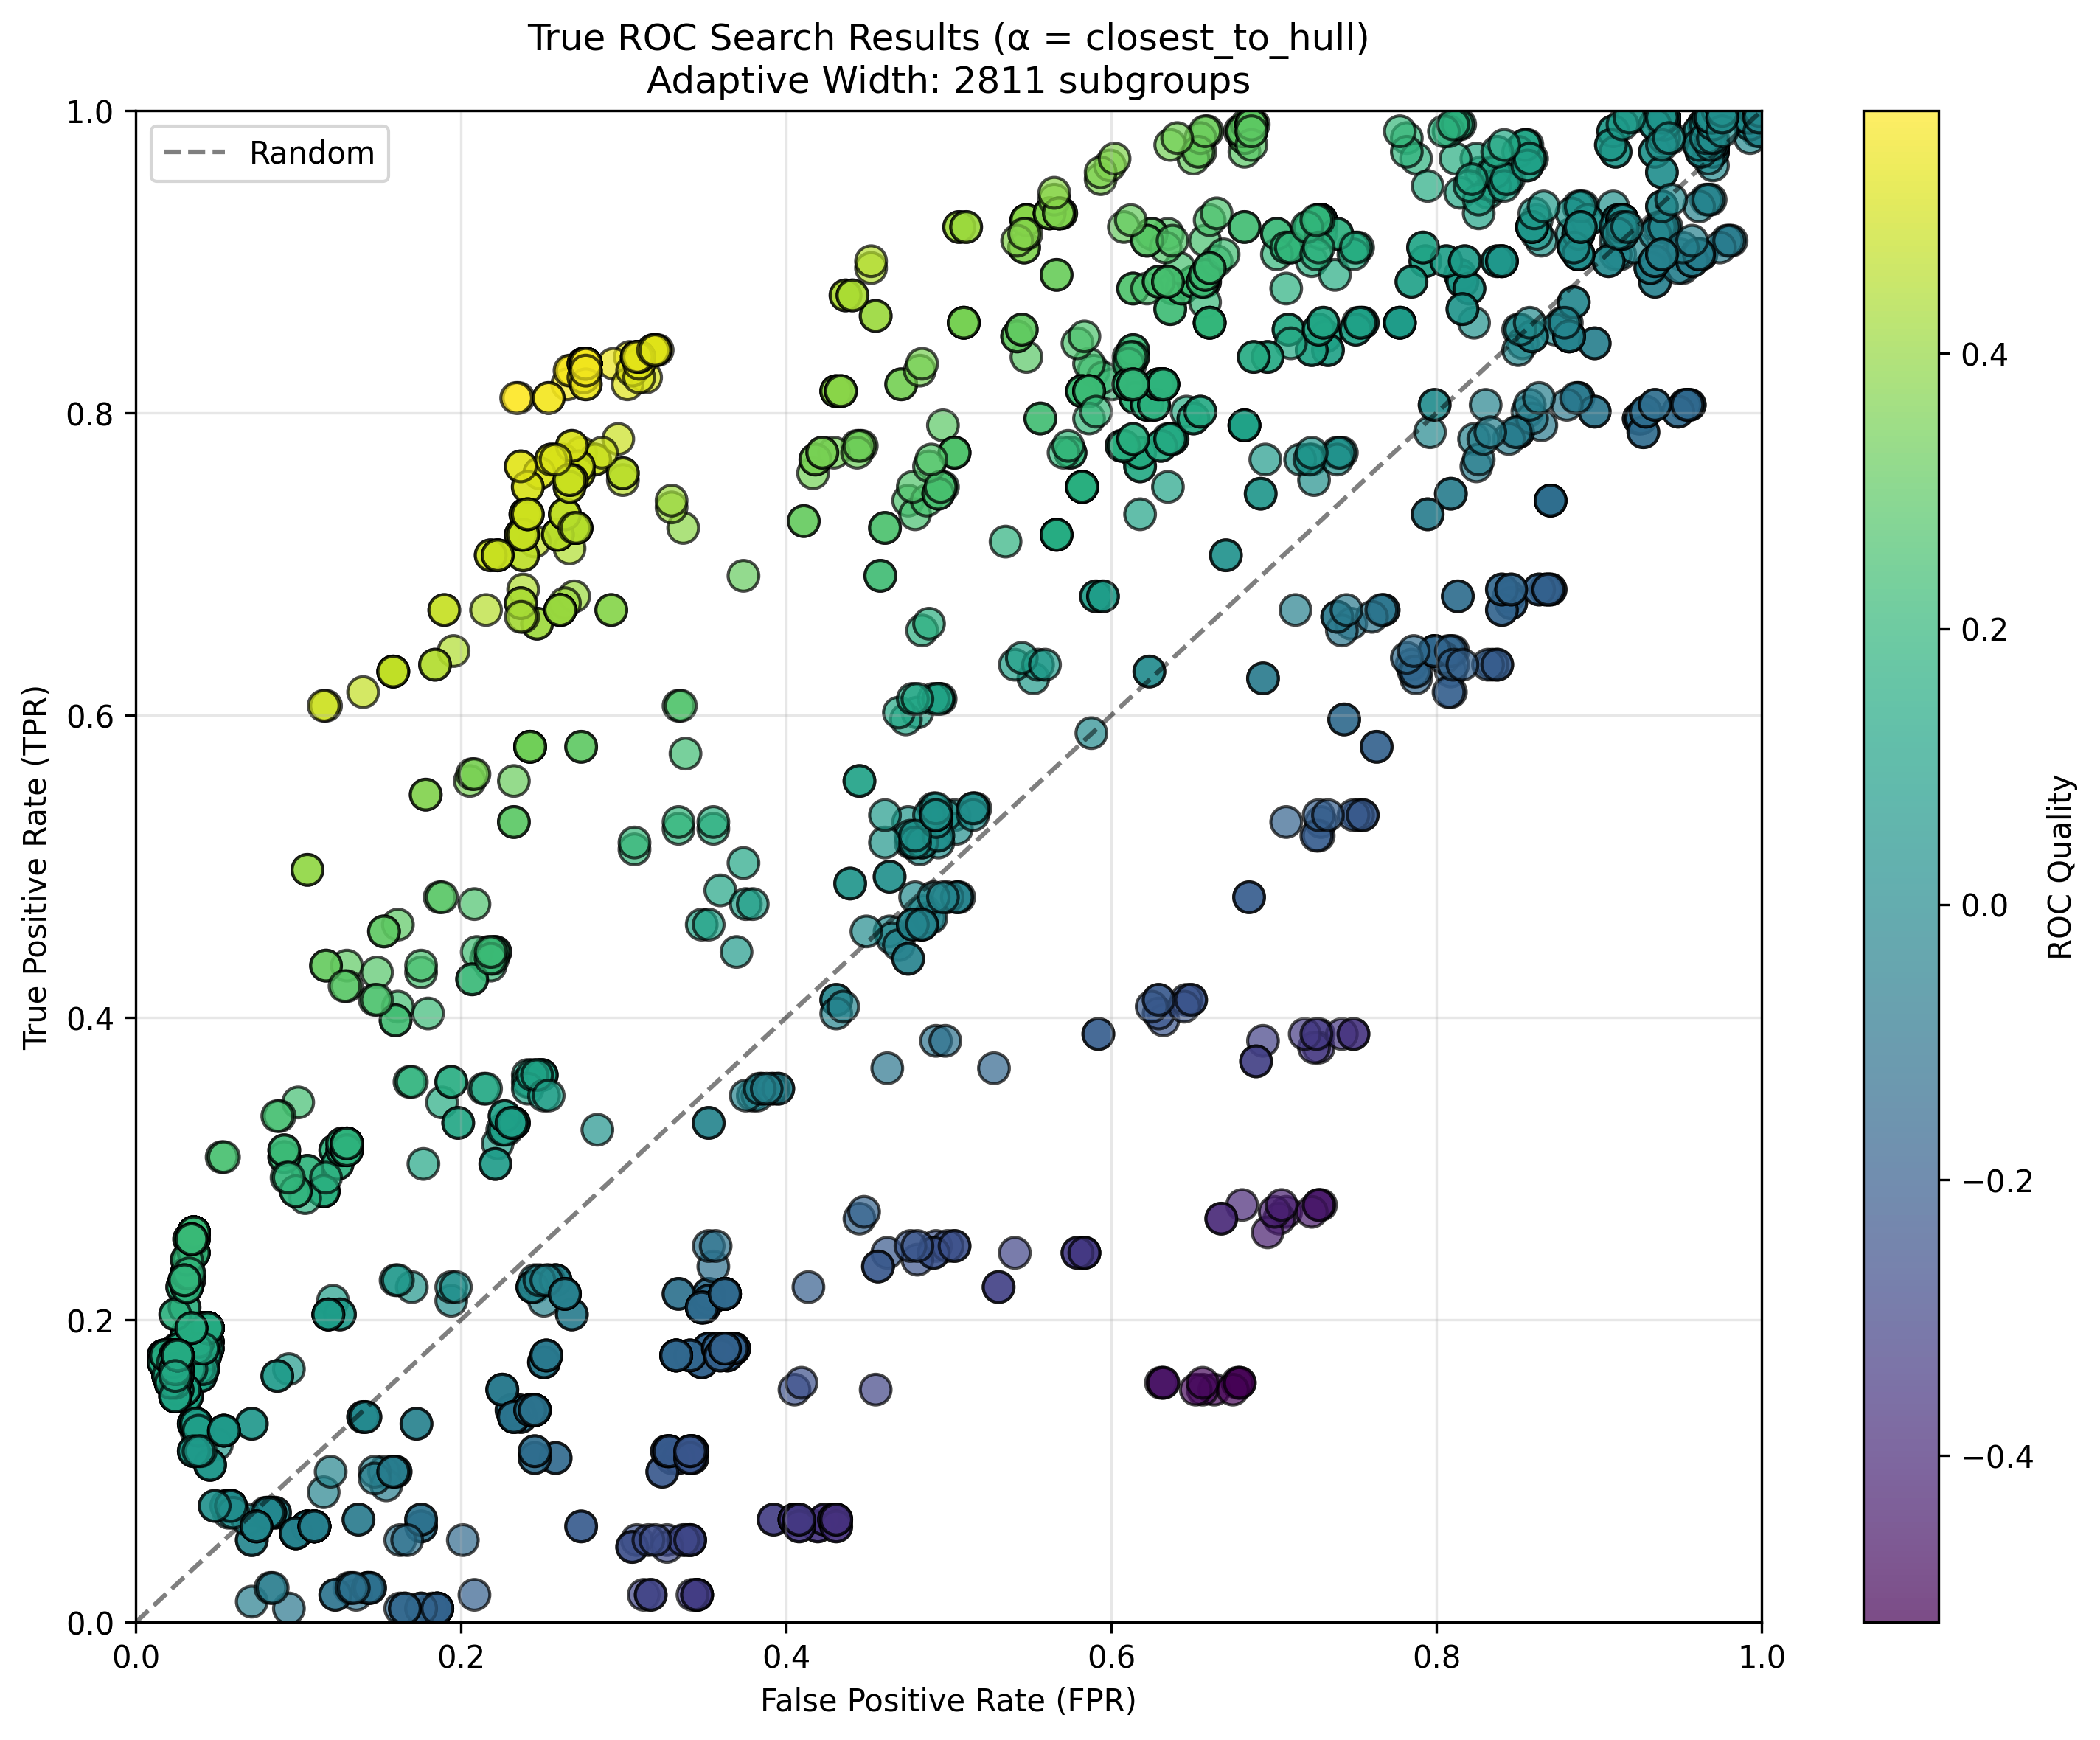 True ROC Search Results (α = closest_to_hull)
Adaptive Width: 2811 subgroups
Random
True Positive Rate (TPR)
1.0
0.8
0.6
0.4
0.2
0.0
0.0
0.2
0.4
0.6
0.8
1.0
False Positive Rate (FPR)
0.4
0.2
0.0
−0.2
−0.4
ROC Quality